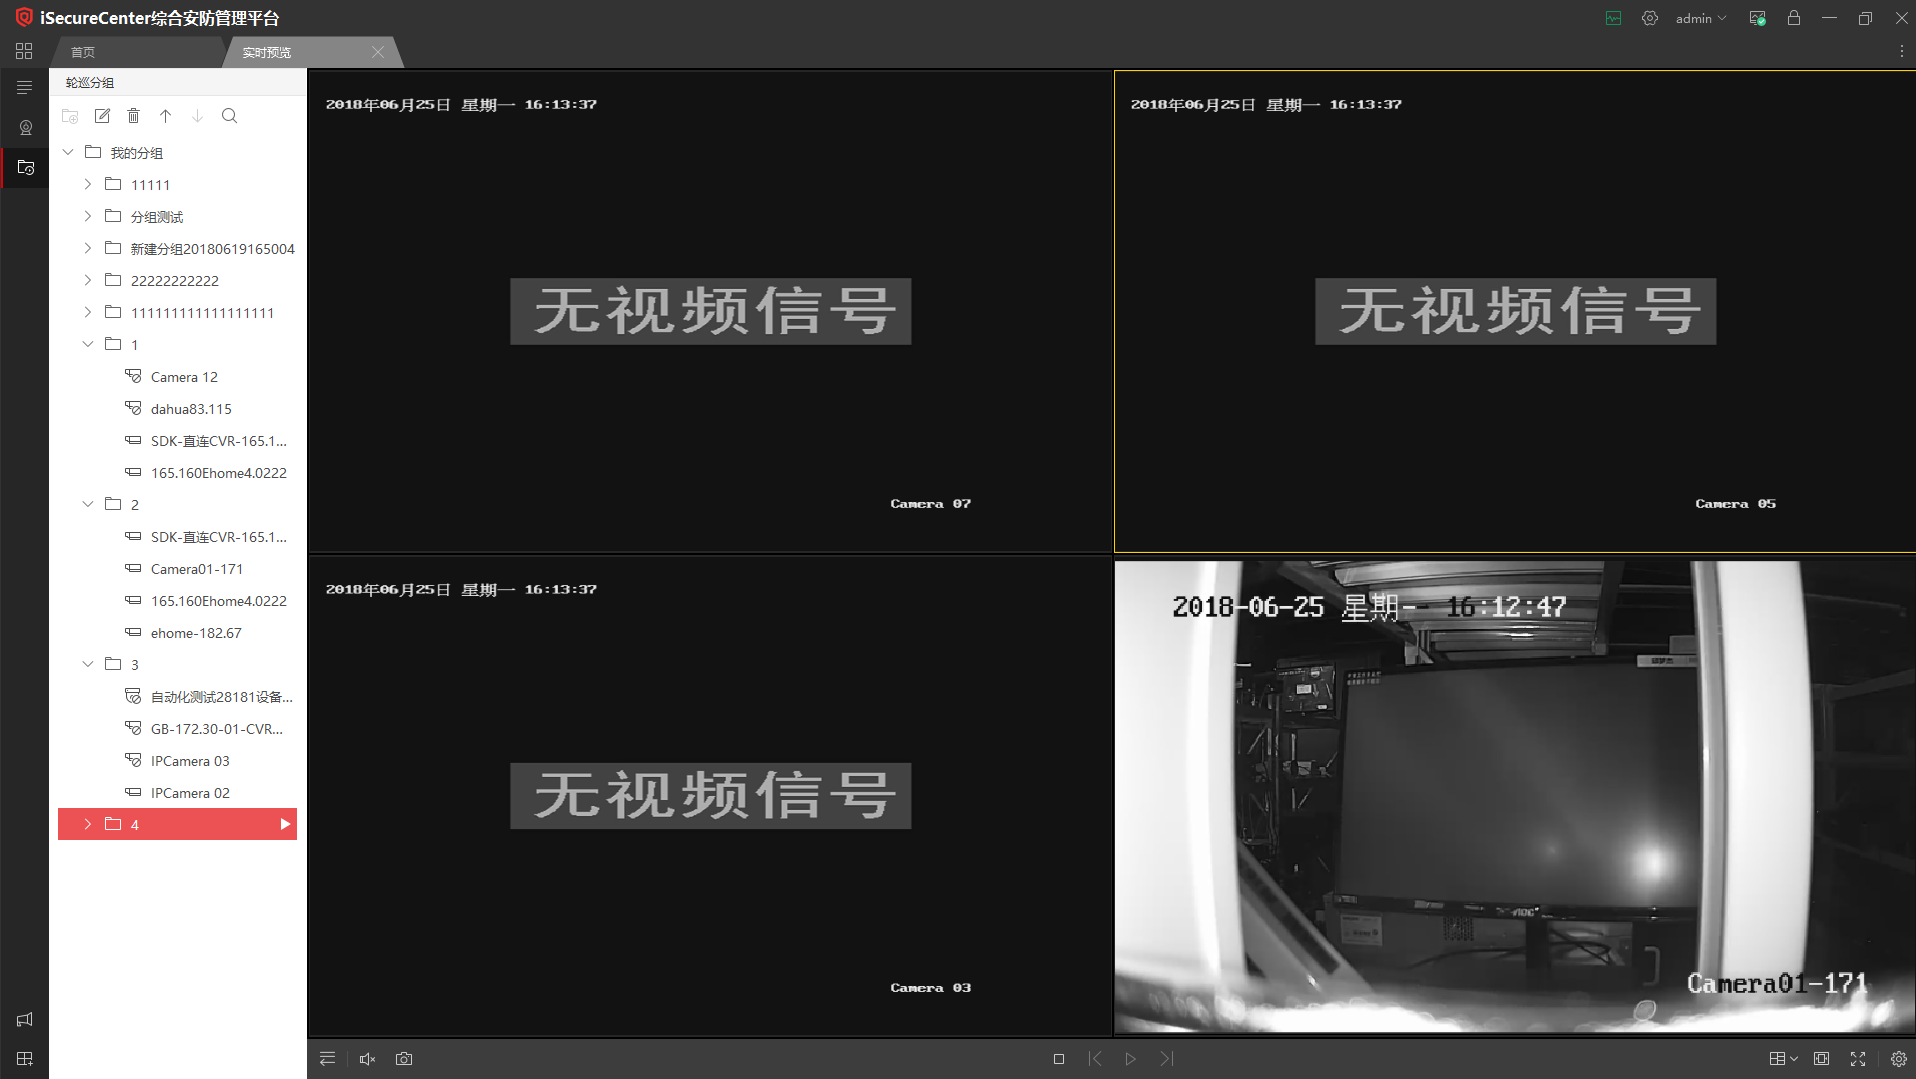 iSecureCenter综合安防管理平台
admin
首页
实时预览
轮巡分组
我的分组
11111
分组测试
新建分组20180619165004
22222222222
111111111111111111
1
Camera 12
dahua83.115
SDK-直连CVR-165.1...
165.160Ehome4.0222
2
SDK-直连CVR-165.1...
Camera01-171
165.160Ehome4.0222
ehome-182.67
3
自动化测试28181设备...
GB-172.30-01-CVR...
IPCamera 03
IPCamera 02
4
2018年06月25日 星期一 16:13:37
无视频信号
Camera 07
2018年06月25日 星期一 16:13:37
无视频信号
Camera 05
2018年06月25日 星期一 16:13:37
无视频信号
Camera 03
2018-06-25 星期一 16:12:47
AOC
Camera01-171